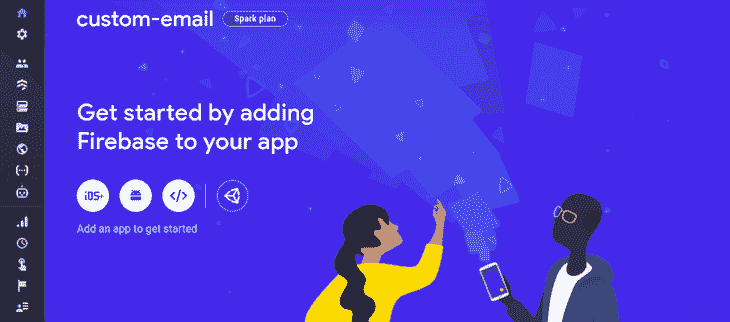 custom-email
Spark plan
Get started by adding
Firebase to your app
iOS+
</>
Add an app to get started